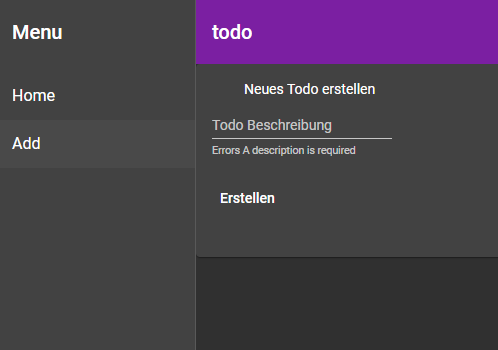 Menu
todo
Home
Add
Neues Todo erstellen
Todo Beschreibung
Errors A description is required
Erstellen